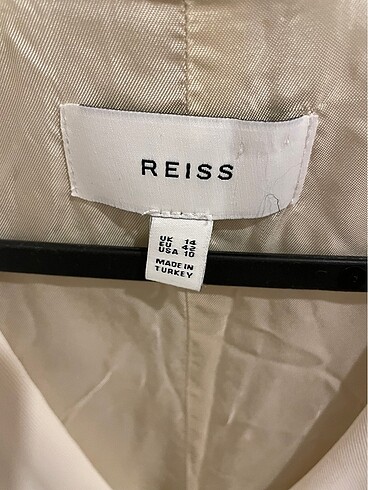 REISS
UK 14
EU 42
USA 10
MADE IN
TURKEY